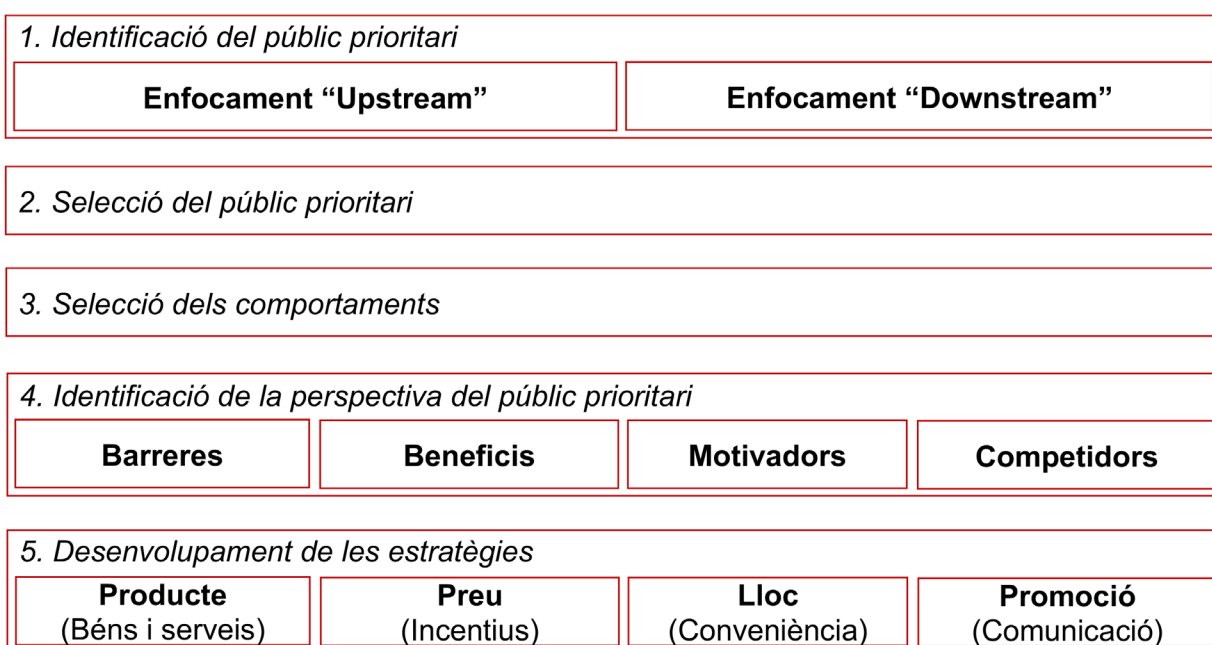 1. Identificació del públic prioritari
Enfocament “Upstream”
Enfocament “Downstream”
2. Selecció del públic prioritari
3. Selecció dels comportaments
4. Identificació de la perspectiva del públic prioritari
Barreres
Beneficis
Motivadors
Competidors
5. Desenvolupament de les estratègies
Producte
(Béns i serveis)
Preu
(Incentius)
Lloc
(Conveniència)
Promoció
(Comunicació)